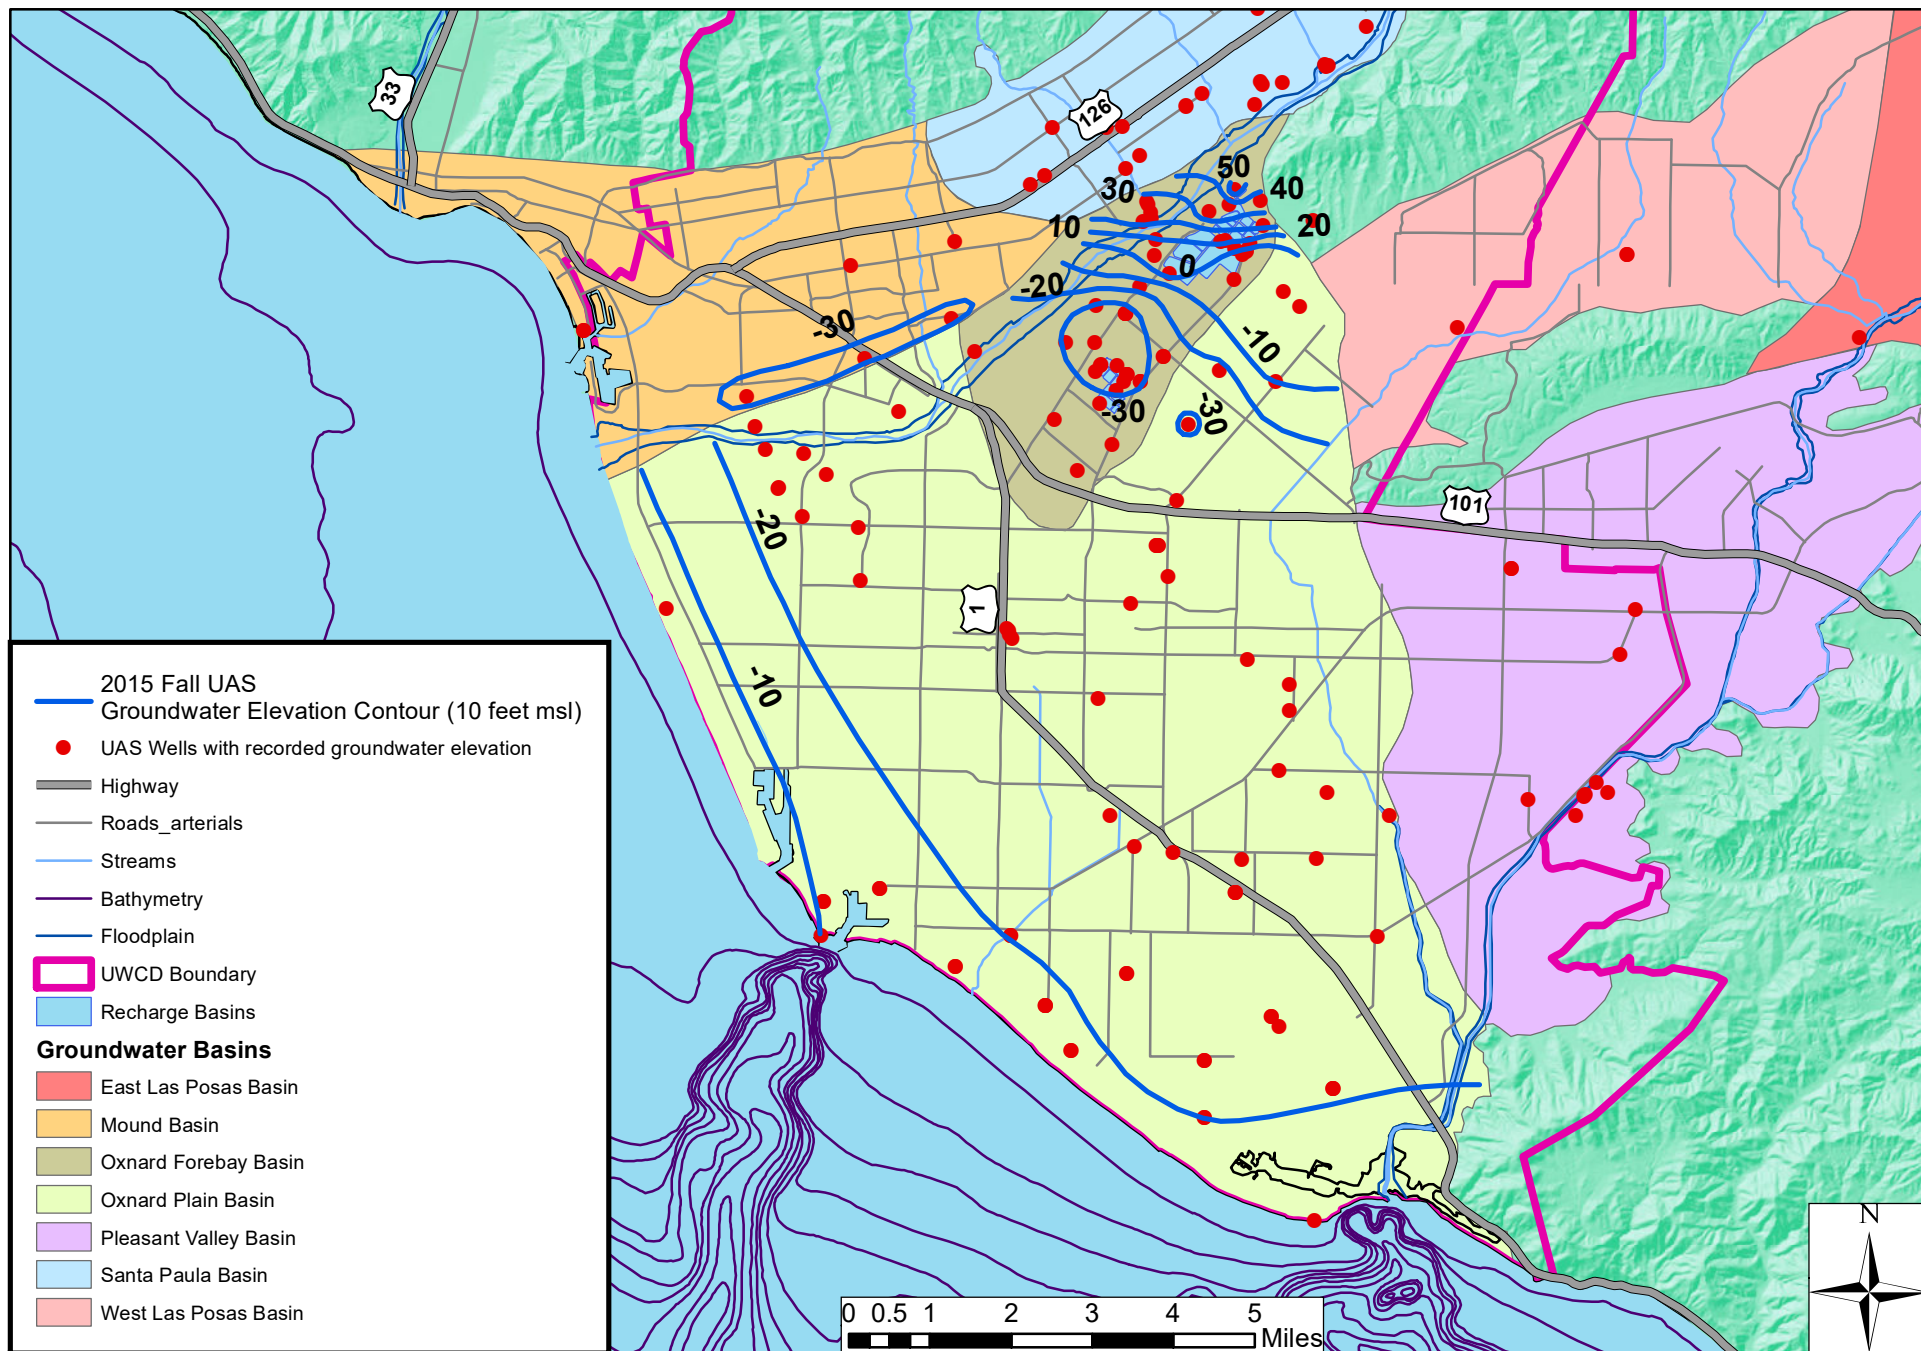 33
126
50
30
40
10
20
0
-20
-30
-10
-30
-30
101
-20
1
-10
2015 Fall UAS
Groundwater Elevation Contour (10 feet msl)
UAS Wells with recorded groundwater elevation
Highway
Roads_arterials
Streams
Bathymetry
Floodplain
UWCD Boundary
Recharge Basins
Groundwater Basins
East Las Posas Basin
Mound Basin
Oxnard Forebay Basin
Oxnard Plain Basin
Pleasant Valley Basin
Santa Paula Basin
West Las Posas Basin
N
0 0.5 1 2 3 4 5
Miles